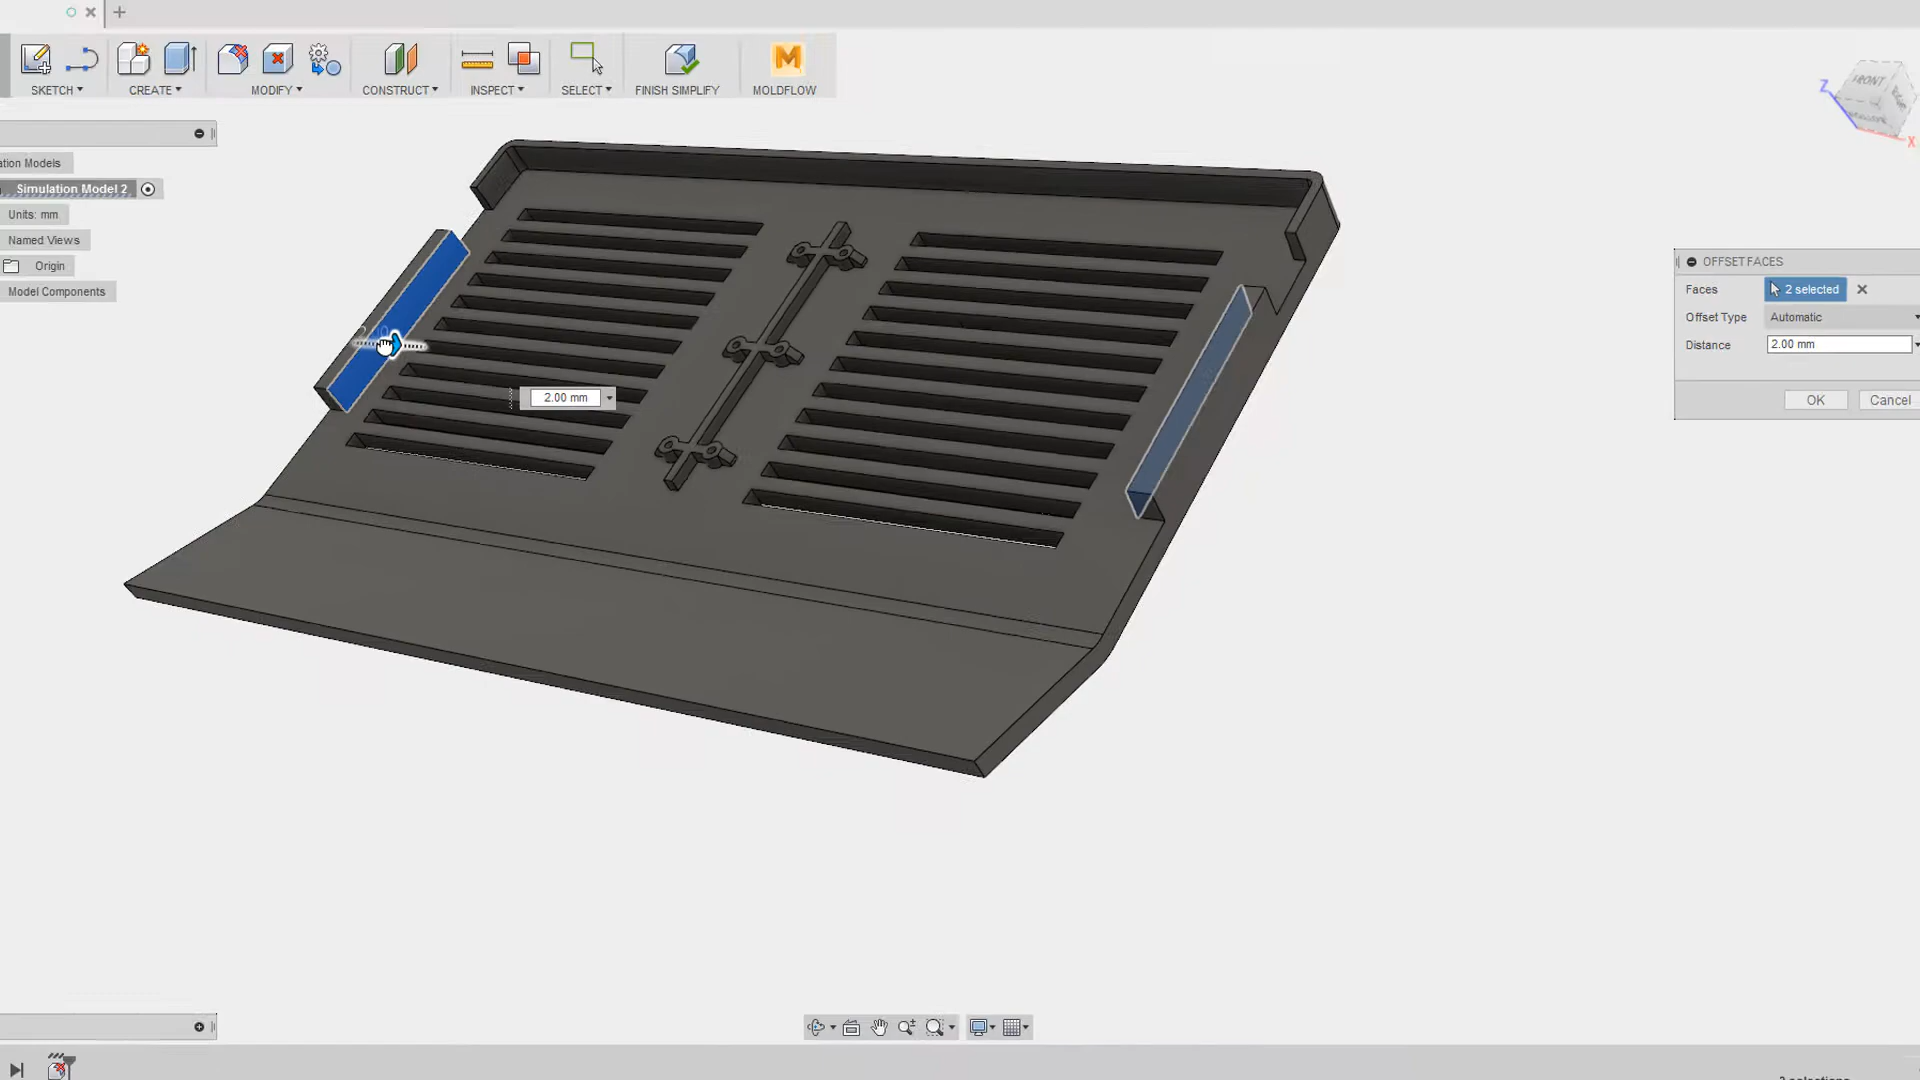 SKETCH
CREATE
MODIFY
CONSTRUCT
INSPECT
SELECT
FINISH SIMPLIFY
MOLDFLOW
FRONT
Z
X
ation Models
Simulation Model 2
Units: mm
Named Views
Origin
Model Components
OFFSET FACES
Faces 2 selected
Offset Type Automatic
Distance 2.00 mm
OK Cancel
2.00 mm